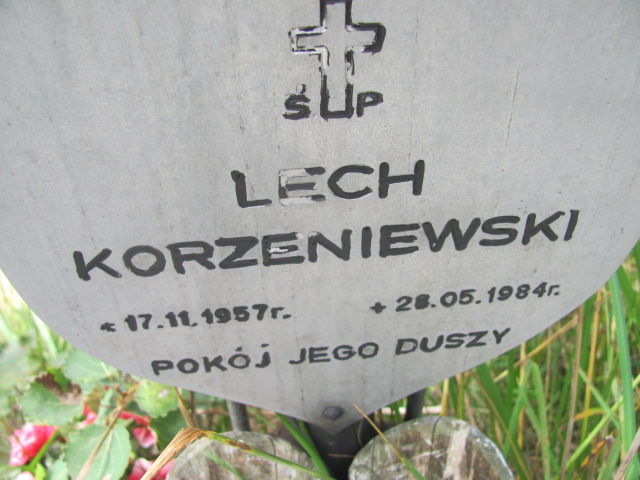 ŚP
LECH
KORZENIEWSKI
* 17.11.1957r. + 28.05.1984r.
POKÓJ JEGO DUSZY